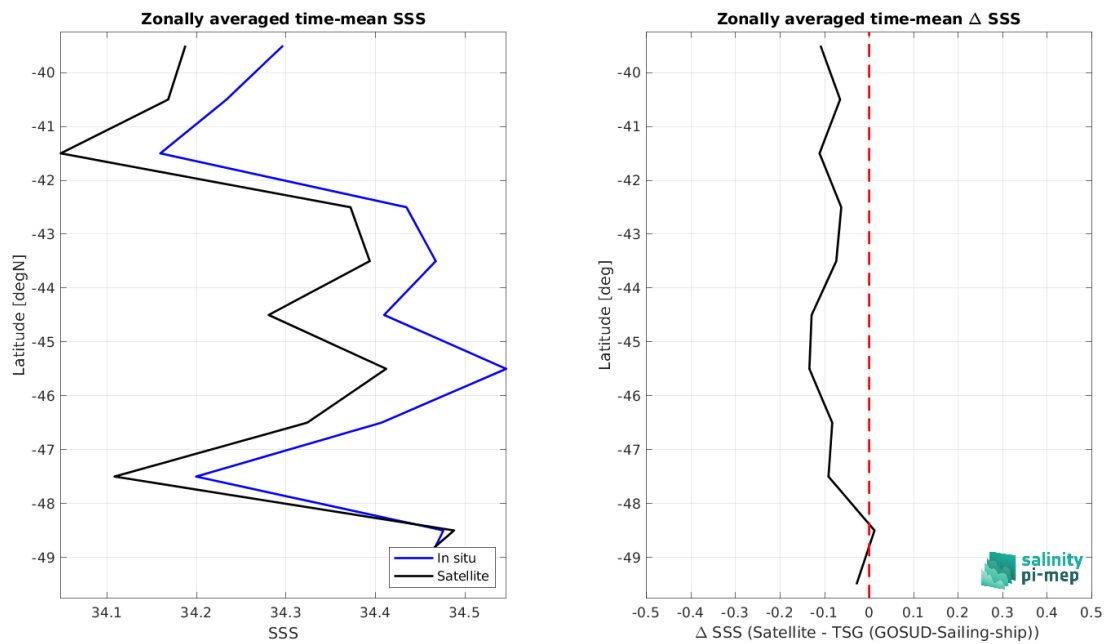 Zonally averaged time-mean SSS
-40
-41
-42
-43
-44
-45
-46
-47
-48
-49
Latitude [degN]
34.1 34.2 34.3 34.4 34.5
SSS
In situ
Satellite
Zonally averaged time-mean Δ SSS
-40
-41
-42
-43
-44
-45
-46
-47
-48
-49
Latitude [deg]
-0.5 -0.4 -0.3 -0.2 -0.1 0 0.1 0.2 0.3 0.4 0.5
Δ SSS (Satellite - TSG (GOSUD-Sailing-ship))
salinity
pi-mep